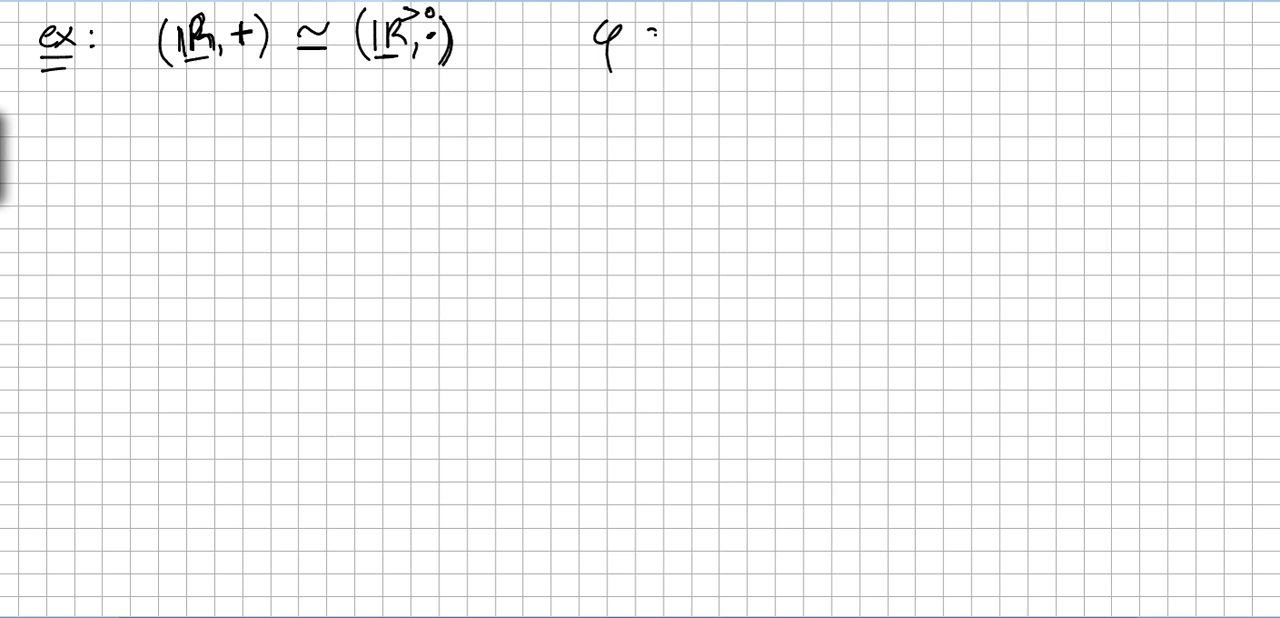 ex: (ℝ, +) ≃ (ℝ^{>0}, ·) φ :